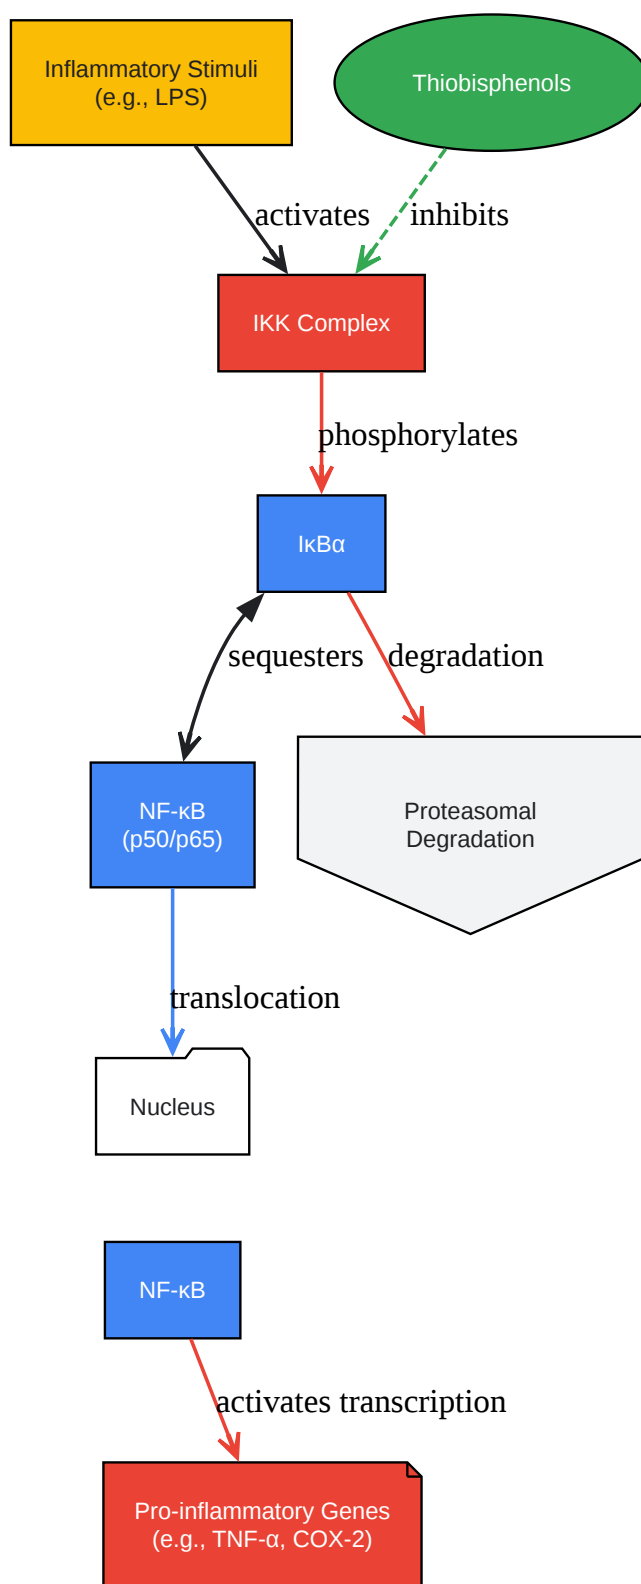 Inflammatory Stimuli
(e.g., LPS)
Thiobisphenols
activates
inhibits
IKK Complex
phosphorylates
IκBα
sequesters
degradation
NF-κB
(p50/p65)
Proteasomal
Degradation
translocation
Nucleus
NF-κB
activates transcription
Pro-inflammatory Genes
(e.g., TNF-α, COX-2)